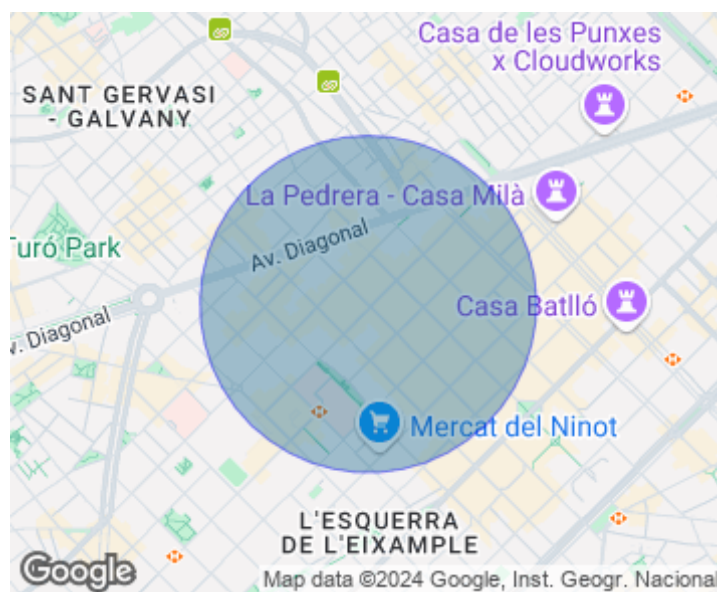 Casa de les Punxes
x Cloudworks
SANT GERVASI
- GALVANY
La Pedrera - Casa Milà
Turó Park
Av. Diagonal
Casa Batlló
v. Diagonal
Mercat del Ninot
L'ESQUERRA
DE L'EIXAMPLE
Google
Map data ©2024 Google, Inst. Geogr. Nacional